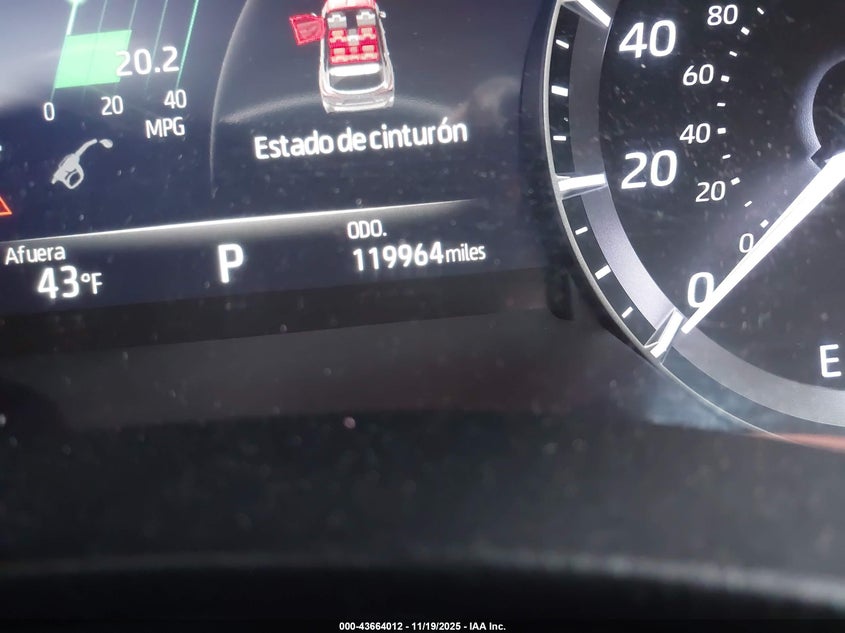 20.2
0 20 40
MPG
Estado de cinturón
Afuera
43°F
P
ODO.
119964 miles
80
40
60
40
20
20
0
0
E
000-43664012 - 11/19/2025 - IAA Inc.